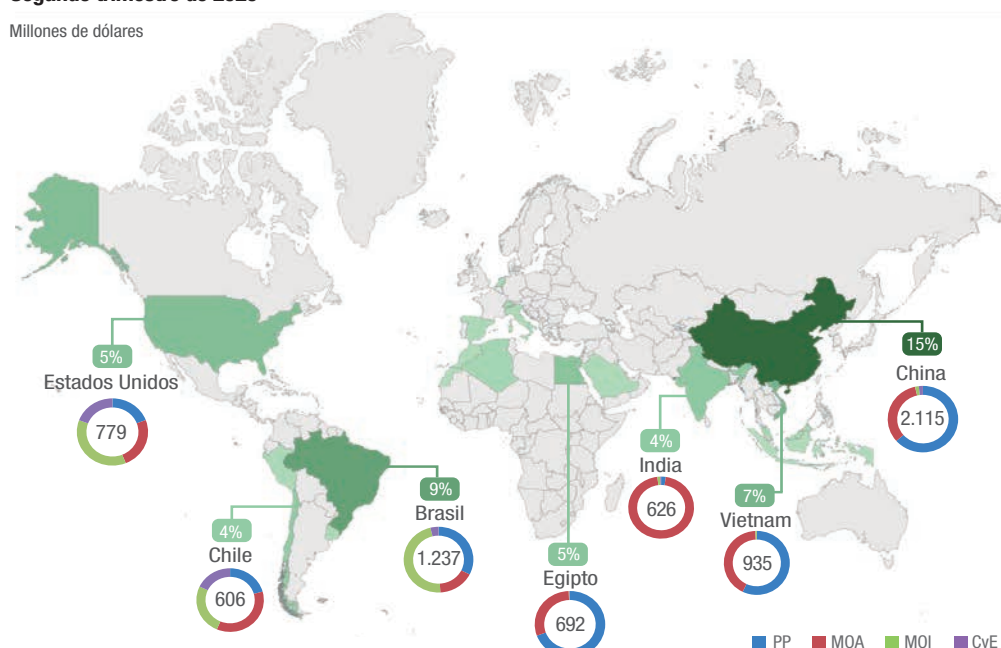 Millones de dólares
5%
Estados Unidos
779
4%
Chile
606
9%
Brasil
1.237
5%
Egipto
692
4%
India
626
7%
Vietnam
935
15%
China
2.115
PP MOA MOI CyE